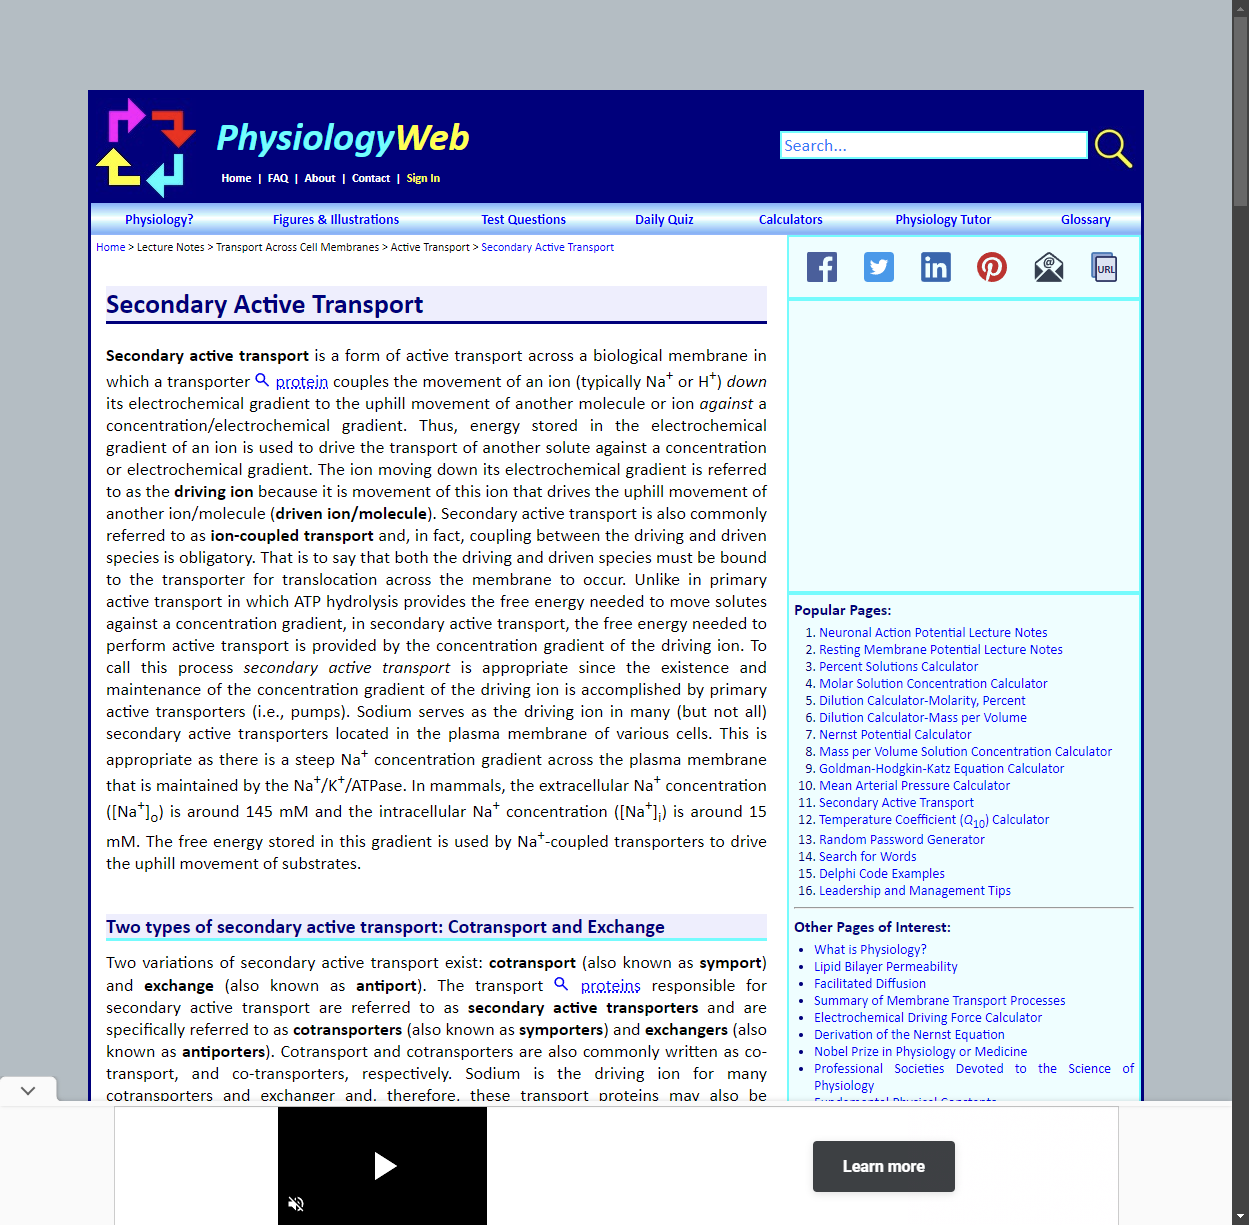 PhysiologyWeb
Search...
Home | FAQ | About | Contact | Sign In
Physiology? Figures & Illustrations Test Questions Daily Quiz Calculators Physiology Tutor Glossary
Home > Lecture Notes > Transport Across Cell Membranes > Active Transport > Secondary Active Transport
Secondary Active Transport
Secondary active transport is a form of active transport across a biological membrane in
which a transporter protein couples the movement of an ion (typically Na⁺ or H⁺) down
its electrochemical gradient to the uphill movement of another molecule or ion against a
concentration/electrochemical gradient. Thus, energy stored in the electrochemical
gradient of an ion is used to drive the transport of another solute against a concentration
or electrochemical gradient. The ion moving down its electrochemical gradient is referred
to as the driving ion because it is movement of this ion that drives the uphill movement of
another ion/molecule (driven ion/molecule). Secondary active transport is also commonly
referred to as ion-coupled transport and, in fact, coupling between the driving and driven
species is obligatory. That is to say that both the driving and driven species must be bound
to the transporter for translocation across the membrane to occur. Unlike in primary
active transport in which ATP hydrolysis provides the free energy needed to move solutes
against a concentration gradient, in secondary active transport, the free energy needed to
perform active transport is provided by the concentration gradient of the driving ion. To
call this process secondary active transport is appropriate since the existence and
maintenance of the concentration gradient of the driving ion is accomplished by primary
active transporters (i.e., pumps). Sodium serves as the driving ion in many (but not all)
secondary active transporters located in the plasma membrane of various cells. This is
appropriate as there is a steep Na⁺ concentration gradient across the plasma membrane
that is maintained by the Na⁺/K⁺/ATPase. In mammals, the extracellular Na⁺ concentration
([Na⁺]ₒ) is around 145 mM and the intracellular Na⁺ concentration ([Na⁺]ᵢ) is around 15
mM. The free energy stored in this gradient is used by Na⁺-coupled transporters to drive
the uphill movement of substrates.
Two types of secondary active transport: Cotransport and Exchange
Two variations of secondary active transport exist: cotransport (also known as symport)
and exchange (also known as antiport). The transport proteins responsible for
secondary active transport are referred to as secondary active transporters and are
specifically referred to as cotransporters (also known as symporters) and exchangers (also
known as antiporters). Cotransport and cotransporters are also commonly written as co-
transport, and co-transporters, respectively. Sodium is the driving ion for many
cotransporters and exchanger and, therefore, these transport proteins may also be
@
URL
Popular Pages:
1. Neuronal Action Potential Lecture Notes
2. Resting Membrane Potential Lecture Notes
3. Percent Solutions Calculator
4. Molar Solution Concentration Calculator
5. Dilution Calculator-Molarity, Percent
6. Dilution Calculator-Mass per Volume
7. Nernst Potential Calculator
8. Mass per Volume Solution Concentration Calculator
9. Goldman-Hodgkin-Katz Equation Calculator
10. Mean Arterial Pressure Calculator
11. Secondary Active Transport
12. Temperature Coefficient (Q₁₀) Calculator
13. Random Password Generator
14. Search for Words
15. Delphi Code Examples
16. Leadership and Management Tips
Other Pages of Interest:
• What is Physiology?
• Lipid Bilayer Permeability
• Facilitated Diffusion
• Summary of Membrane Transport Processes
• Electrochemical Driving Force Calculator
• Derivation of the Nernst Equation
• Nobel Prize in Physiology or Medicine
• Professional Societies Devoted to the Science of
Physiology
• Fundamental Physical Constants
Learn more